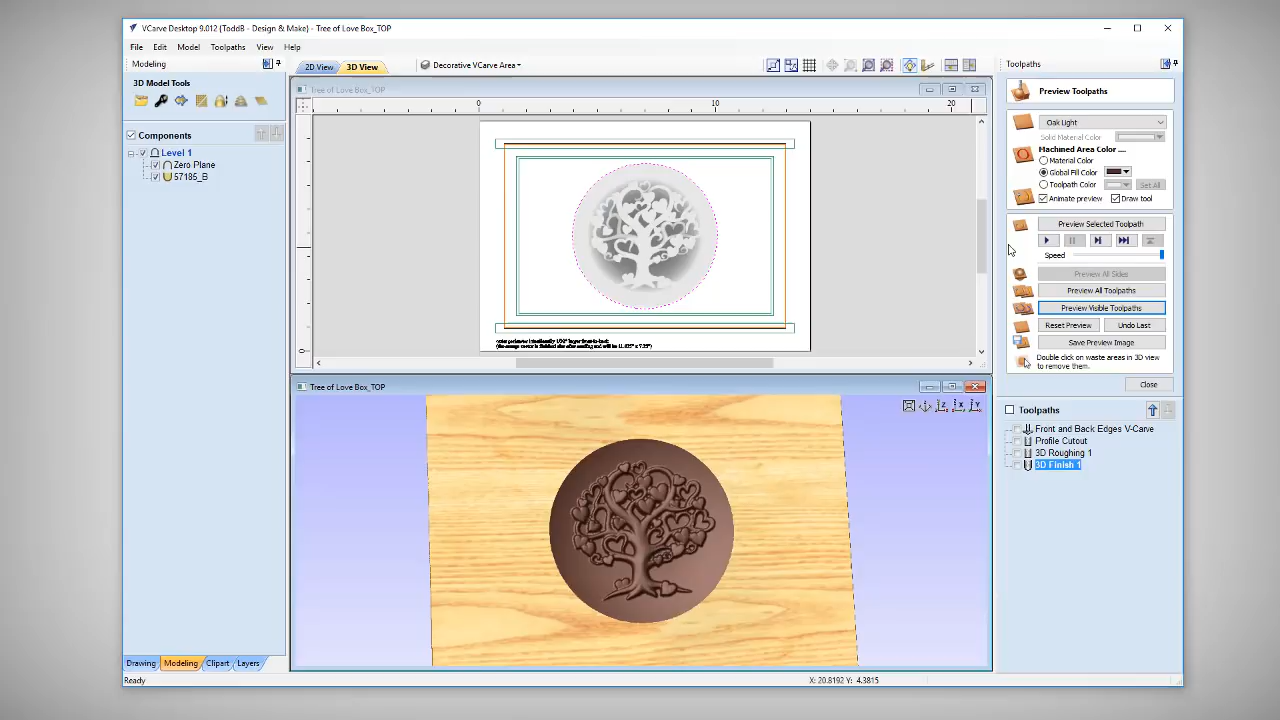 VCarve Desktop 9.012 (ToddB - Design & Make) - Tree of Love Box_TOP
File Edit Model Toolpaths View Help
Modeling
3D Model Tools
Components
Level 1
Zero Plane
57185_B
Drawing Modeling Clipart Layers
Ready
2D View 3D View Decorative VCarve Area
Tree of Love Box_TOP
0 10 20
Tree of Love Box_TOP
X: 20.8192 Y: 4.3815
Toolpaths
Preview Toolpaths
Oak Light
Solid Material Color
Machined Area Color ....
Material Color
Global Fill Color
Toolpath Color Set All
Animate preview Draw tool
Preview Selected Toolpath
Speed
Preview All Sides
Preview All Toolpaths
Preview Visible Toolpaths
Reset Preview Undo Last
Save Preview Image
Double click on waste areas in 3D view
to remove them.
Close
Toolpaths
Front and Back Edges V-Carve
Profile Cutout
3D Roughing 1
3D Finish 1